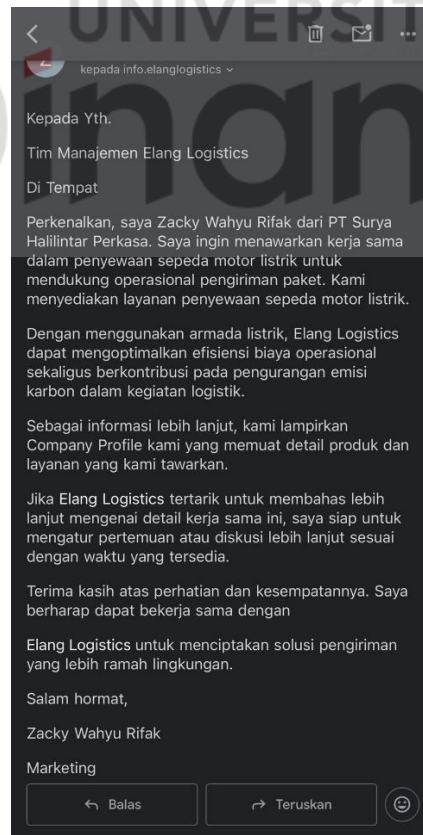 UNIVERSIT
kepada info.elanglogistics
inan
Kepada Yth.
Tim Manajemen Elang Logistics
Di Tempat
Perkenalkan, saya Zacky Wahyu Rifak dari PT Surya
Halilintar Perkasa. Saya ingin menawarkan kerja sama
dalam penyewaan sepeda motor listrik untuk
mendukung operasional pengiriman paket. Kami
menyediakan layanan penyewaan sepeda motor listrik.
Dengan menggunakan armada listrik, Elang Logistics
dapat mengoptimalkan efisiensi biaya operasional
sekaligus berkontribusi pada pengurangan emisi
karbon dalam kegiatan logistik.
Sebagai informasi lebih lanjut, kami lampirkan
Company Profile kami yang memuat detail produk dan
layanan yang kami tawarkan.
Jika Elang Logistics tertarik untuk membahas lebih
lanjut mengenai detail kerja sama ini, saya siap untuk
mengatur pertemuan atau diskusi lebih lanjut sesuai
dengan waktu yang tersedia.
Terima kasih atas perhatian dan kesempatannya. Saya
berharap dapat bekerja sama dengan
Elang Logistics untuk menciptakan solusi pengiriman
yang lebih ramah lingkungan.
Salam hormat,
Zacky Wahyu Rifak
Marketing
Balas
Teruskan